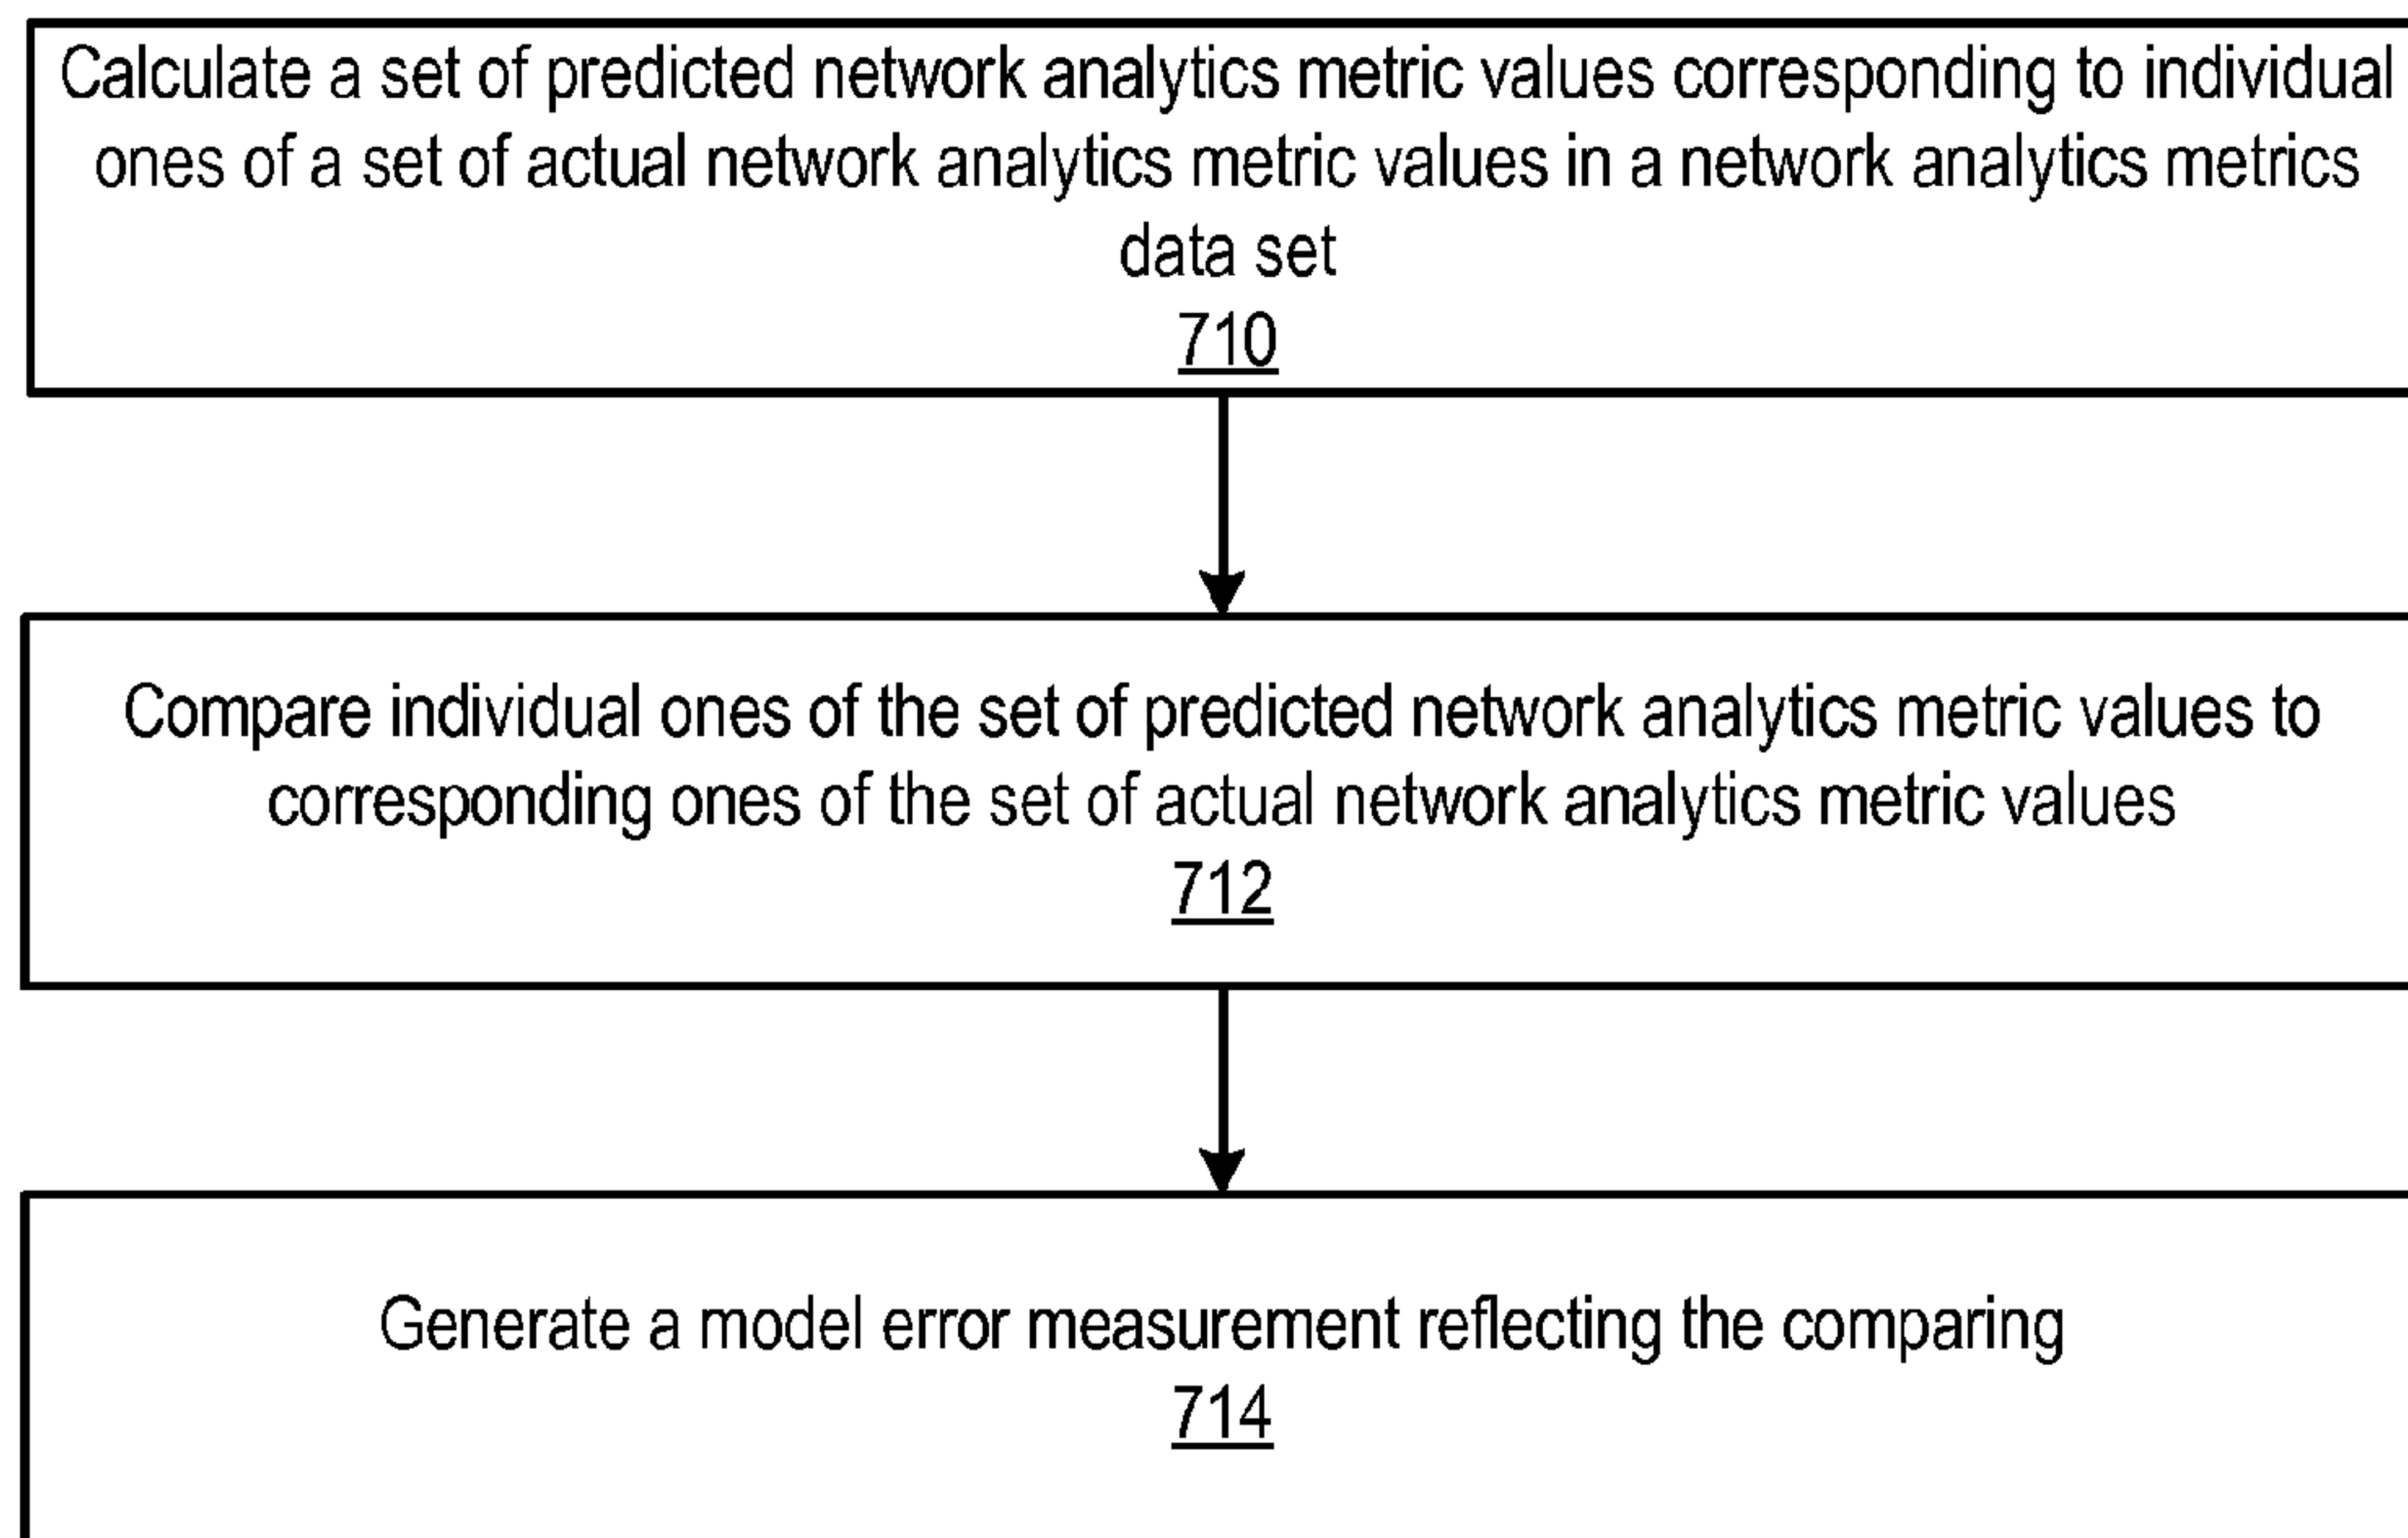 Calculate a set of predicted network analytics metric values corresponding to individual
ones of a set of actual network analytics metric values in a network analytics metrics
data set
710
Compare individual ones of the set of predicted network analytics metric values to
corresponding ones of the set of actual network analytics metric values
712
Generate a model error measurement reflecting the comparing
714